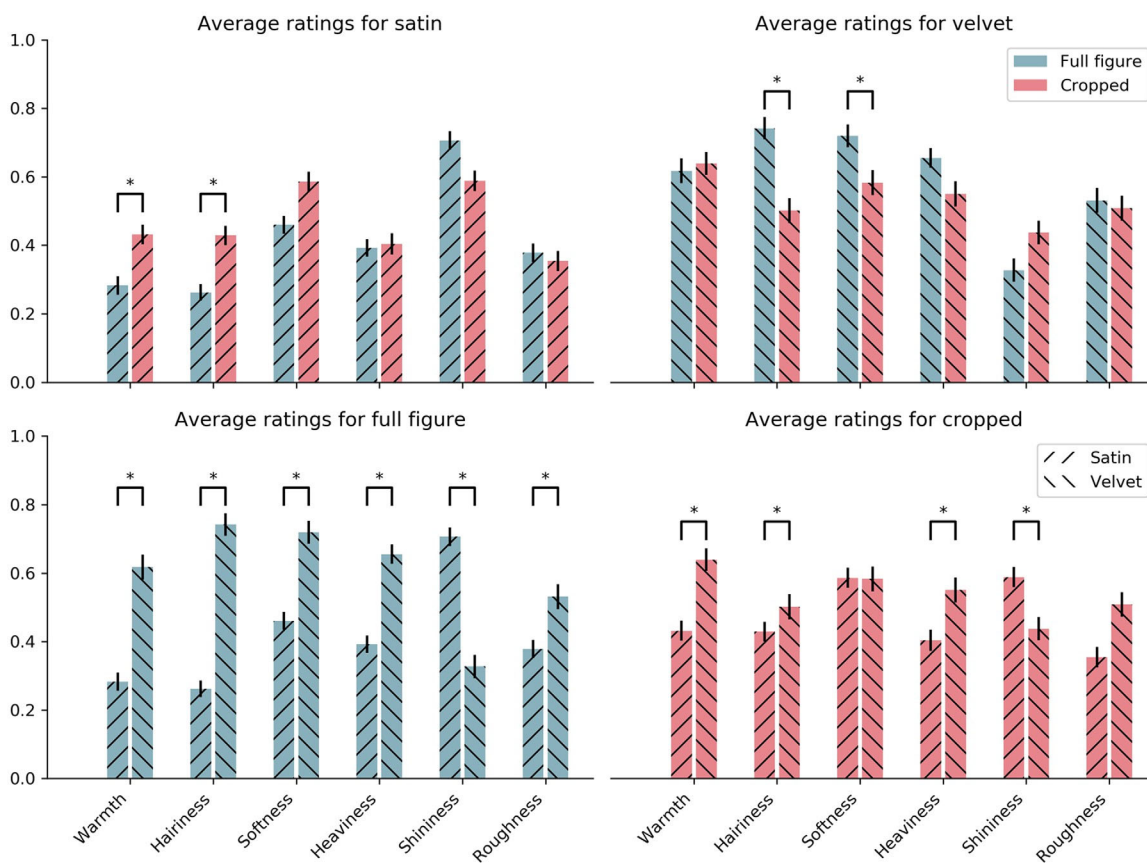 Average ratings for satin
Average ratings for velvet
1.0
0.8
0.6
0.4
0.2
0.0
* *
* *
Full figure
Cropped
Average ratings for full figure
Average ratings for cropped
1.0
0.8
0.6
0.4
0.2
0.0
* * * * * *
* * * *
Satin
Velvet
Warmth
Hairiness
Softness
Heaviness
Shininess
Roughness
Warmth
Hairiness
Softness
Heaviness
Shininess
Roughness